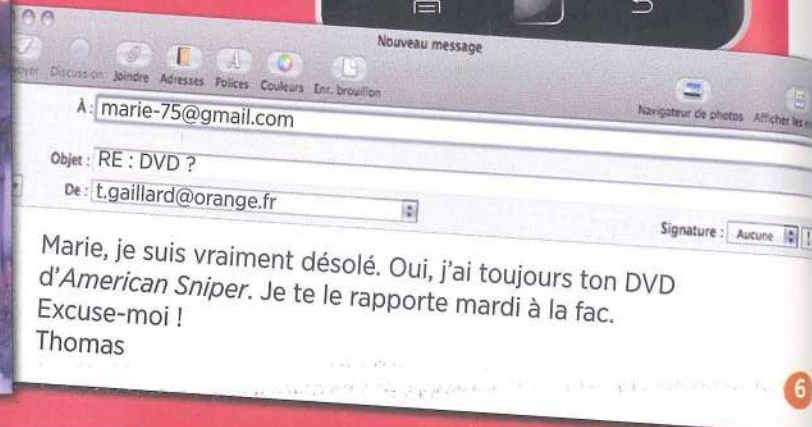 Nouveau message
Discussion Joindre Adresses Polices Couleurs Enr. brouillon
Navigateur de photos Afficher les
À : marie-75@gmail.com
Objet : RE : DVD ?
De : t.gaillard@orange.fr
Signature : Aucune
Marie, je suis vraiment désolé. Oui, j'ai toujours ton DVD
d'American Sniper. Je te le rapporte mardi à la fac.
Excuse-moi !
Thomas
6